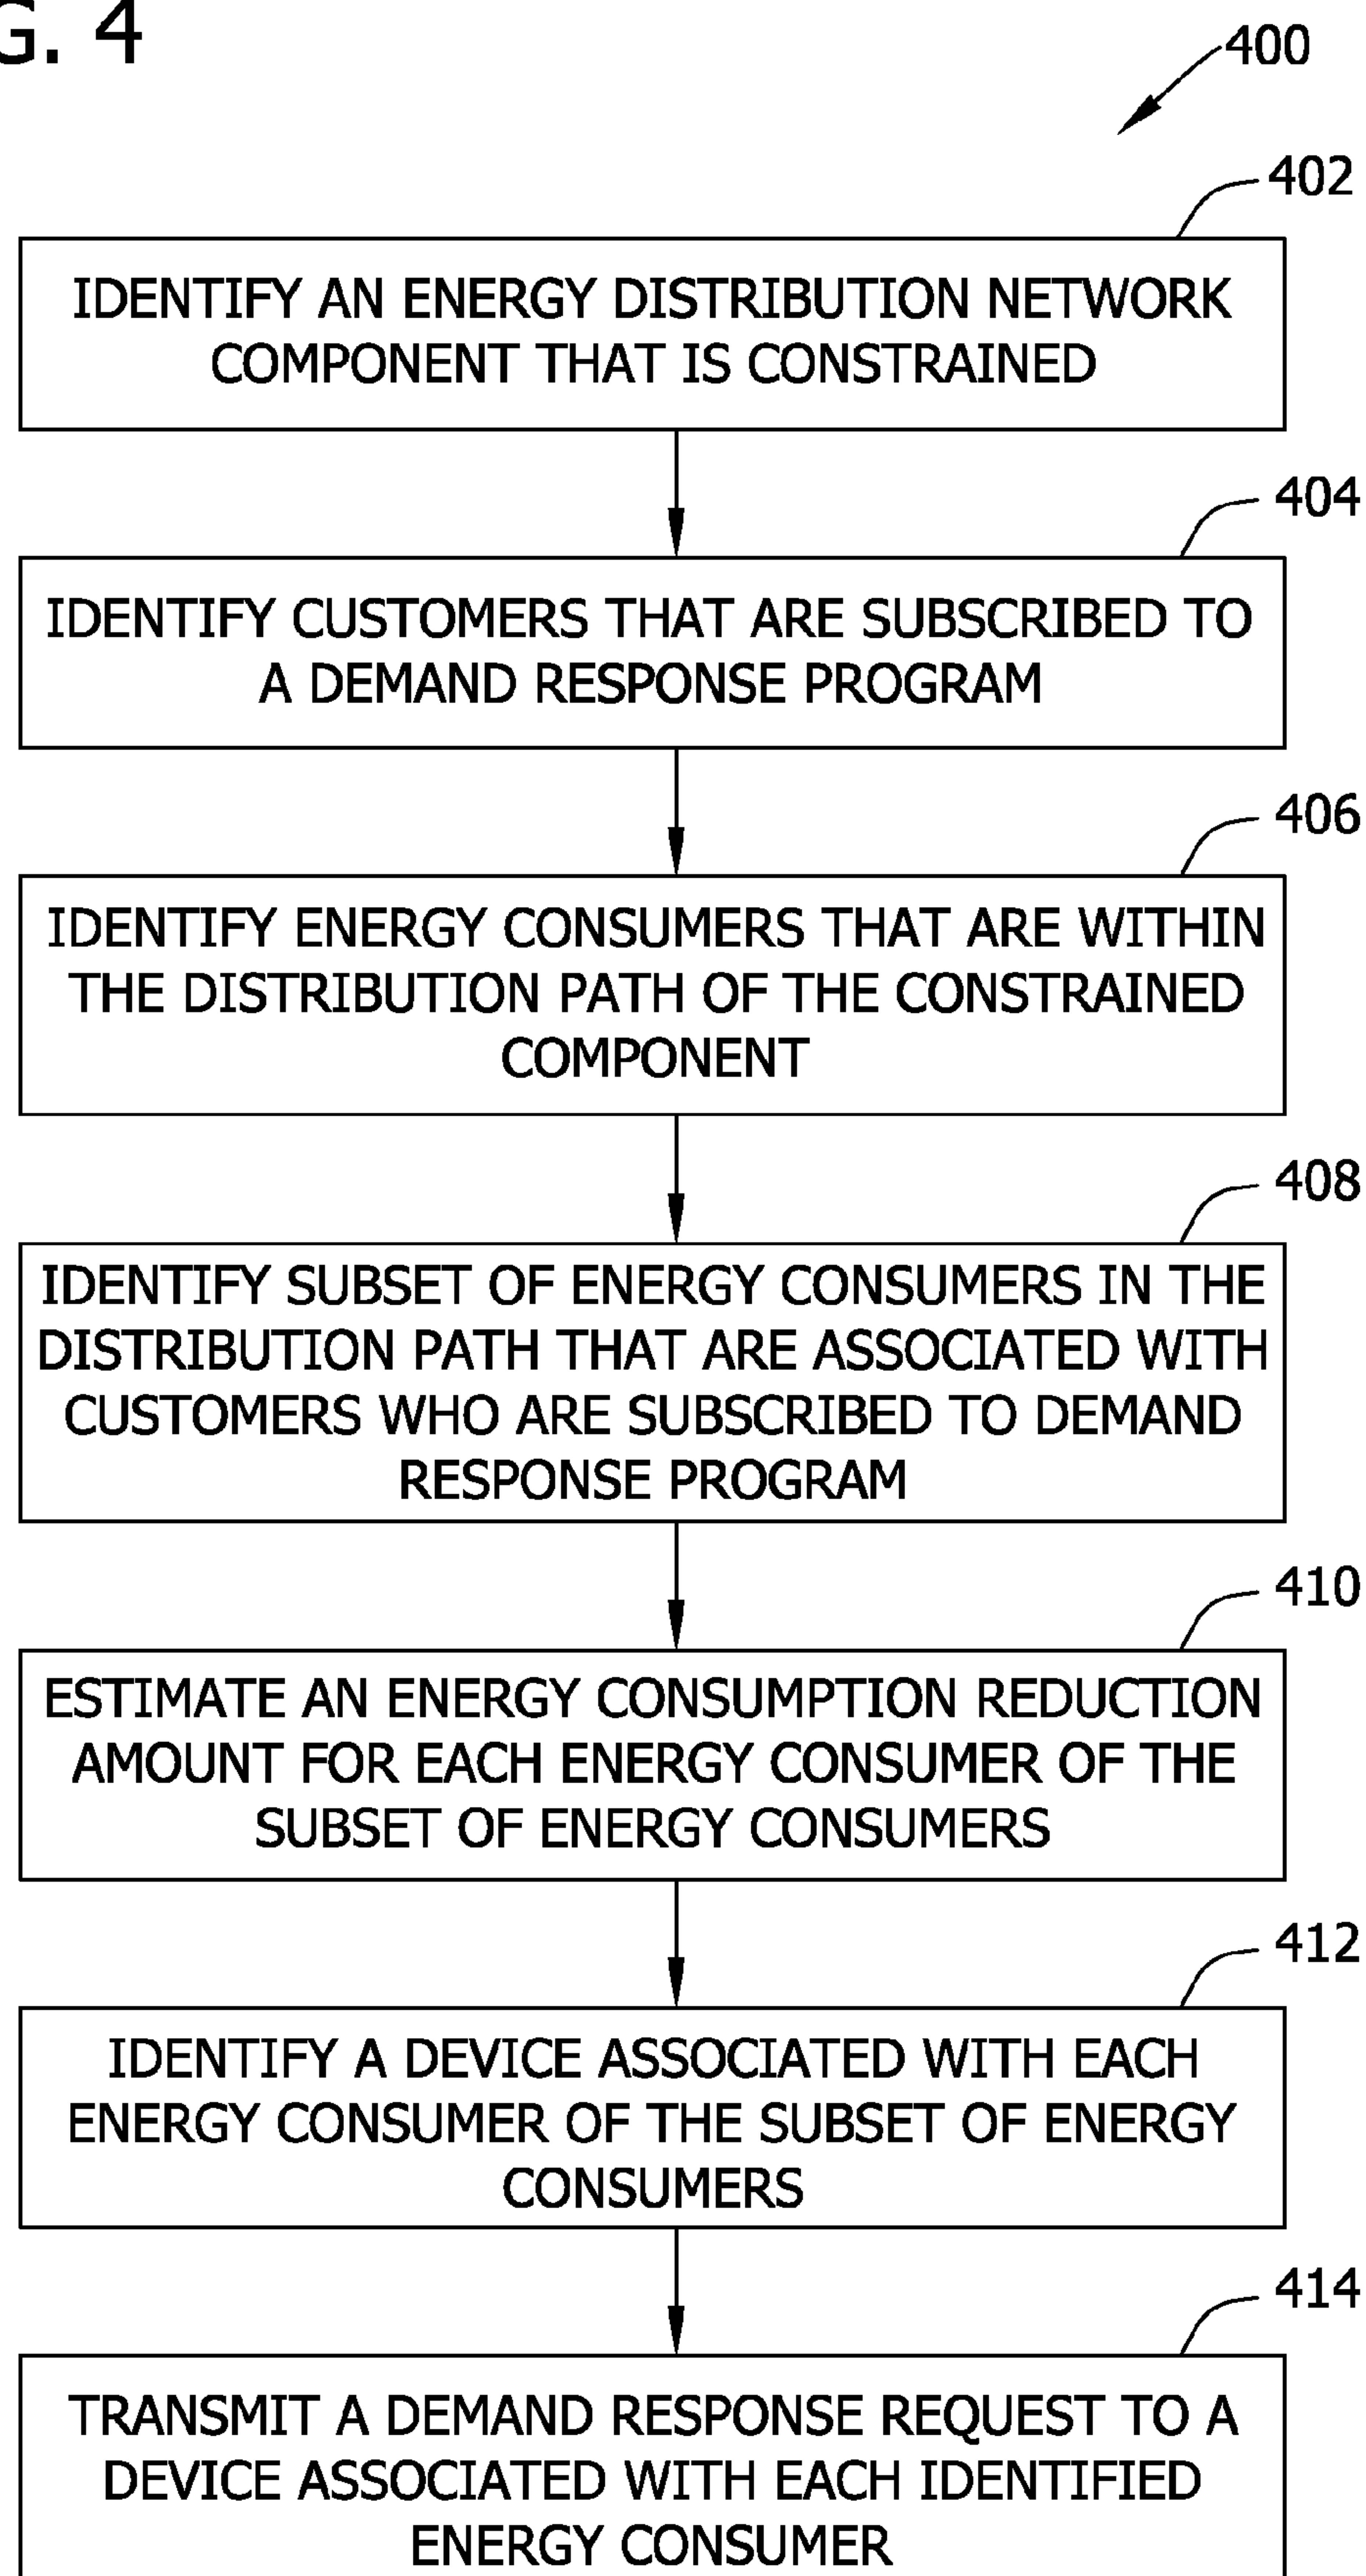 G. 4
400
402
IDENTIFY AN ENERGY DISTRIBUTION NETWORK
COMPONENT THAT IS CONSTRAINED
404
IDENTIFY CUSTOMERS THAT ARE SUBSCRIBED TO
A DEMAND RESPONSE PROGRAM
406
IDENTIFY ENERGY CONSUMERS THAT ARE WITHIN
THE DISTRIBUTION PATH OF THE CONSTRAINED
COMPONENT
408
IDENTIFY SUBSET OF ENERGY CONSUMERS IN THE
DISTRIBUTION PATH THAT ARE ASSOCIATED WITH
CUSTOMERS WHO ARE SUBSCRIBED TO DEMAND
RESPONSE PROGRAM
410
ESTIMATE AN ENERGY CONSUMPTION REDUCTION
AMOUNT FOR EACH ENERGY CONSUMER OF THE
SUBSET OF ENERGY CONSUMERS
412
IDENTIFY A DEVICE ASSOCIATED WITH EACH
ENERGY CONSUMER OF THE SUBSET OF ENERGY
CONSUMERS
414
TRANSMIT A DEMAND RESPONSE REQUEST TO A
DEVICE ASSOCIATED WITH EACH IDENTIFIED
ENERGY CONSUMER